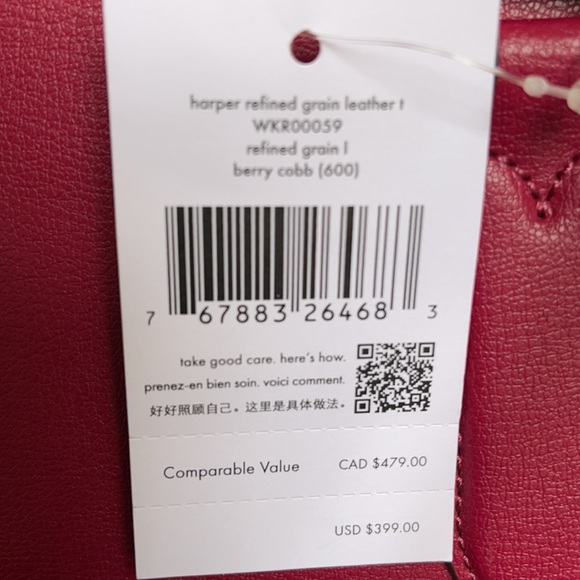 harper refined grain leather t
WKR00059
refined grain l
berry cobb (600)
7 67883 26468 3
take good care. here's how.
prenez-en bien soin. voici comment.
好好照顾自己。这里是具体做法。
Comparable Value CAD $479.00
USD $399.00